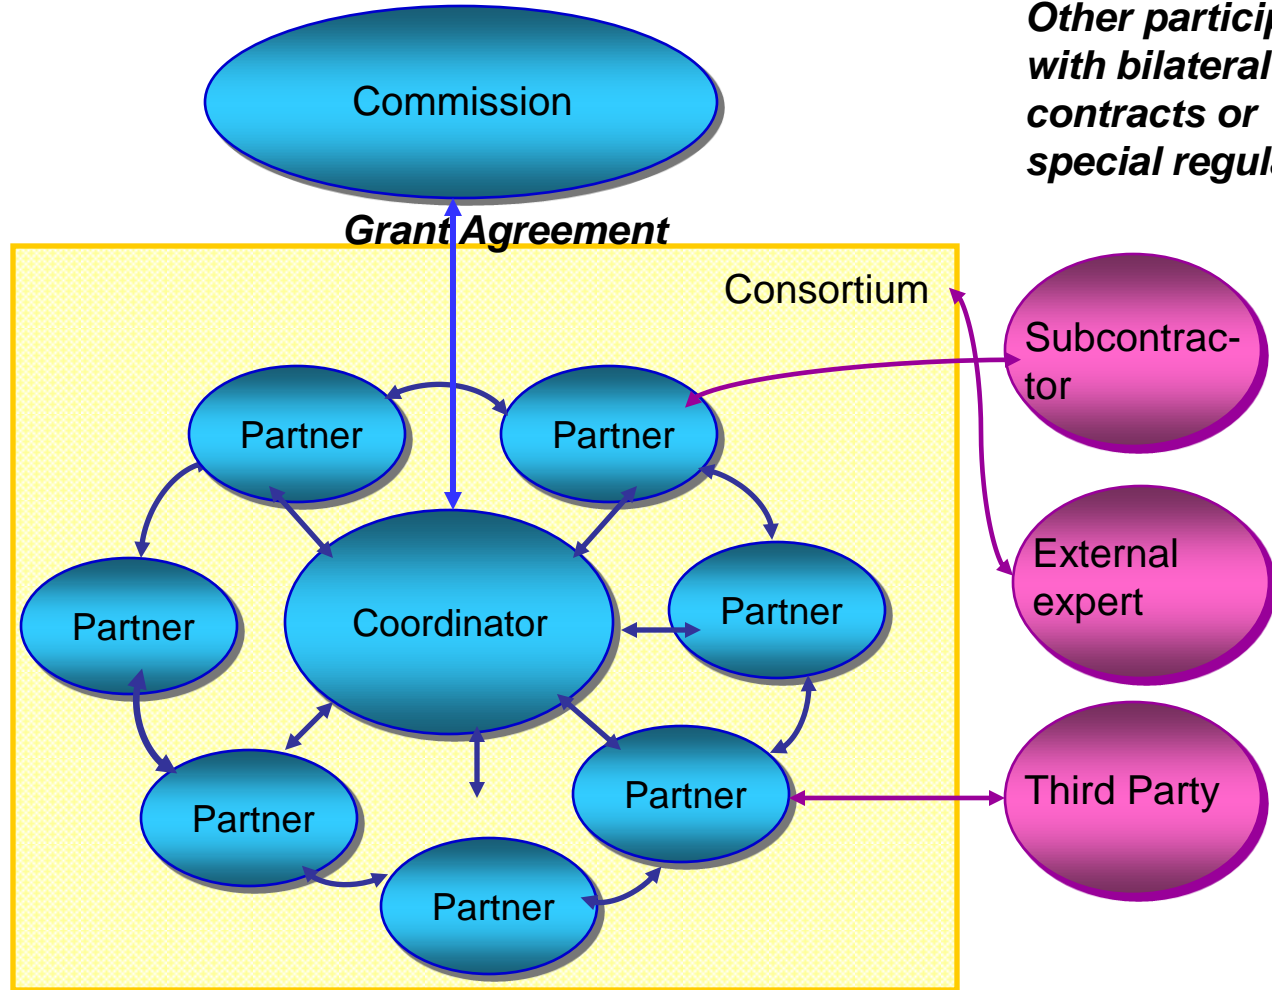 Other particip
with bilateral
contracts or
special regula
Commission
Grant Agreement
Consortium
Subcontrac-
tor
Partner
Partner
External
expert
Partner
Coordinator
Partner
Third Party
Partner
Partner
Partner